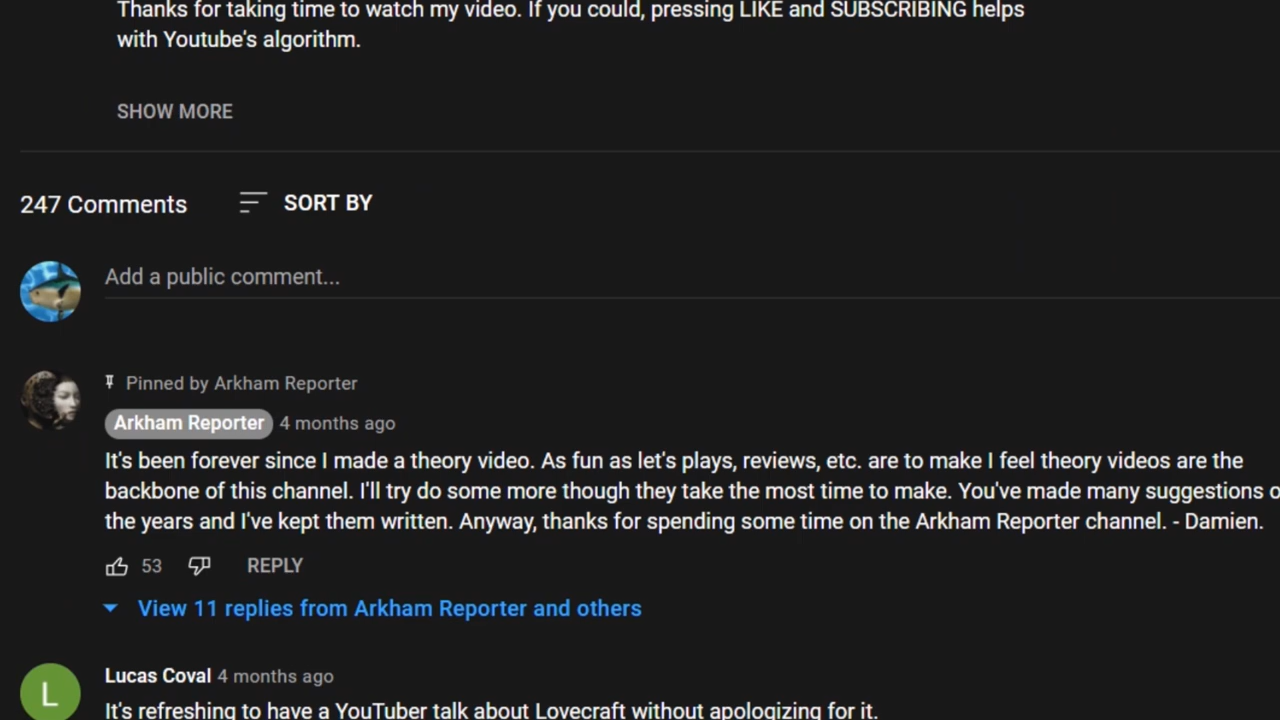 Thanks for taking time to watch my video. If you could, pressing LIKE and SUBSCRIBING helps
with Youtube's algorithm.
SHOW MORE
247 Comments SORT BY
Add a public comment...
Pinned by Arkham Reporter
Arkham Reporter 4 months ago
It's been forever since I made a theory video. As fun as let's plays, reviews, etc. are to make I feel theory videos are the
backbone of this channel. I'll try do some more though they take the most time to make. You've made many suggestions
the years and I've kept them written. Anyway, thanks for spending some time on the Arkham Reporter channel. - Damien.
53 REPLY
View 11 replies from Arkham Reporter and others
L
Lucas Coval 4 months ago
It's refreshing to have a YouTuber talk about Lovecraft without apologizing for it.